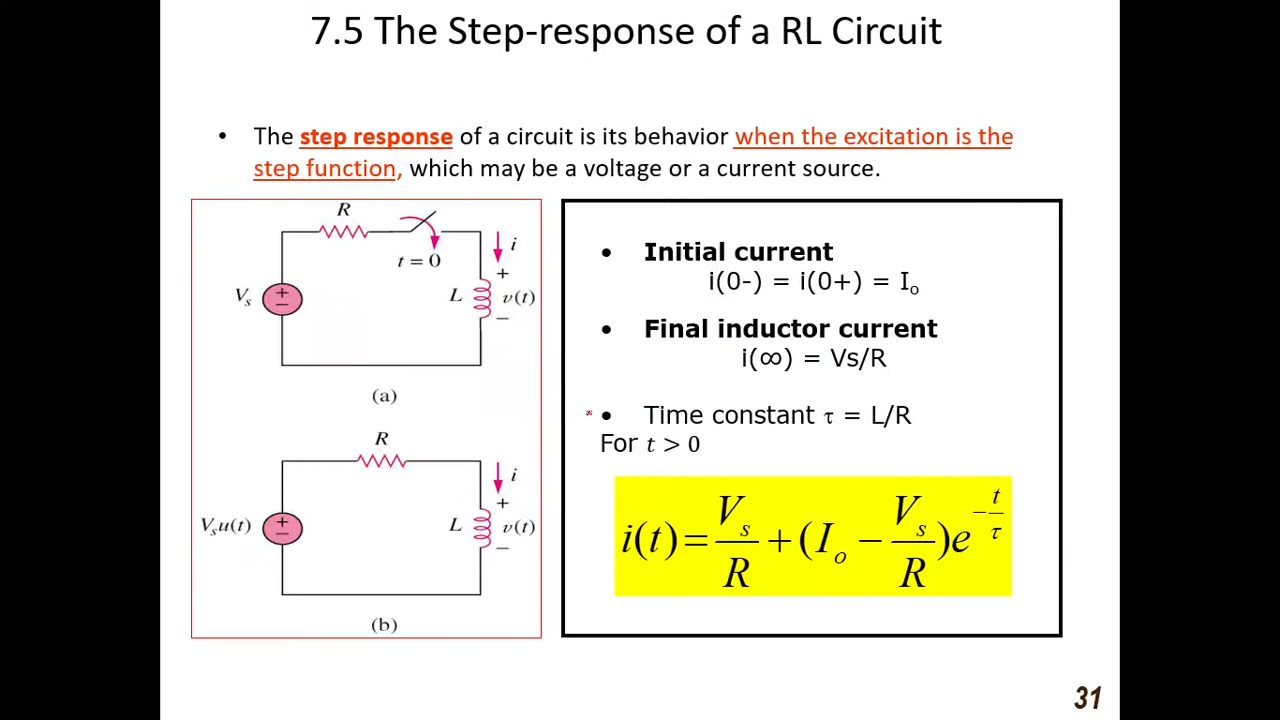 7.5 The Step-response of a RL Circuit
• The step response of a circuit is its behavior when the excitation is the
step function, which may be a voltage or a current source.
R
t = 0
i
+
Vs
+
−
L
v(t)
−
(a)
R
i
+
Vsu(t)
+
−
L
v(t)
−
(b)
• Initial current
i(0-) = i(0+) = Io
• Final inductor current
i(∞) = Vs/R
• Time constant τ = L/R
For t > 0
i(t) = Vs/R + (Io − Vs/R)e^(−t/τ)
31